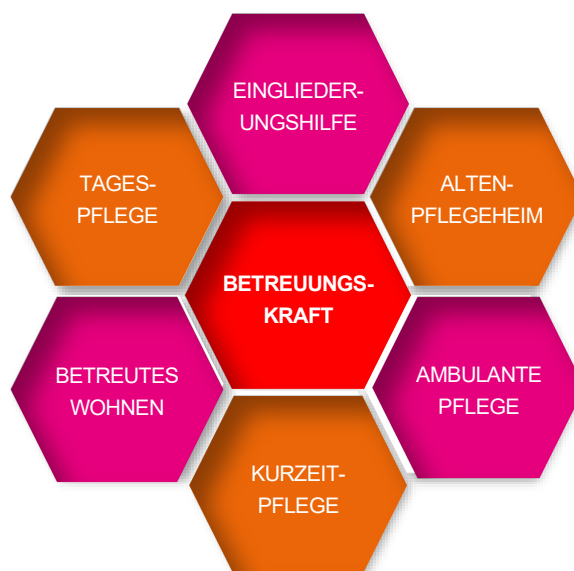 EINGLIEDER-
UNGSHILFE
TAGES-
PFLEGE
ALTEN-
PFLEGEHEIM
BETREUUNGS-
KRAFT
BETREUTES
WOHNEN
AMBULANTE
PFLEGE
KURZEIT-
PFLEGE